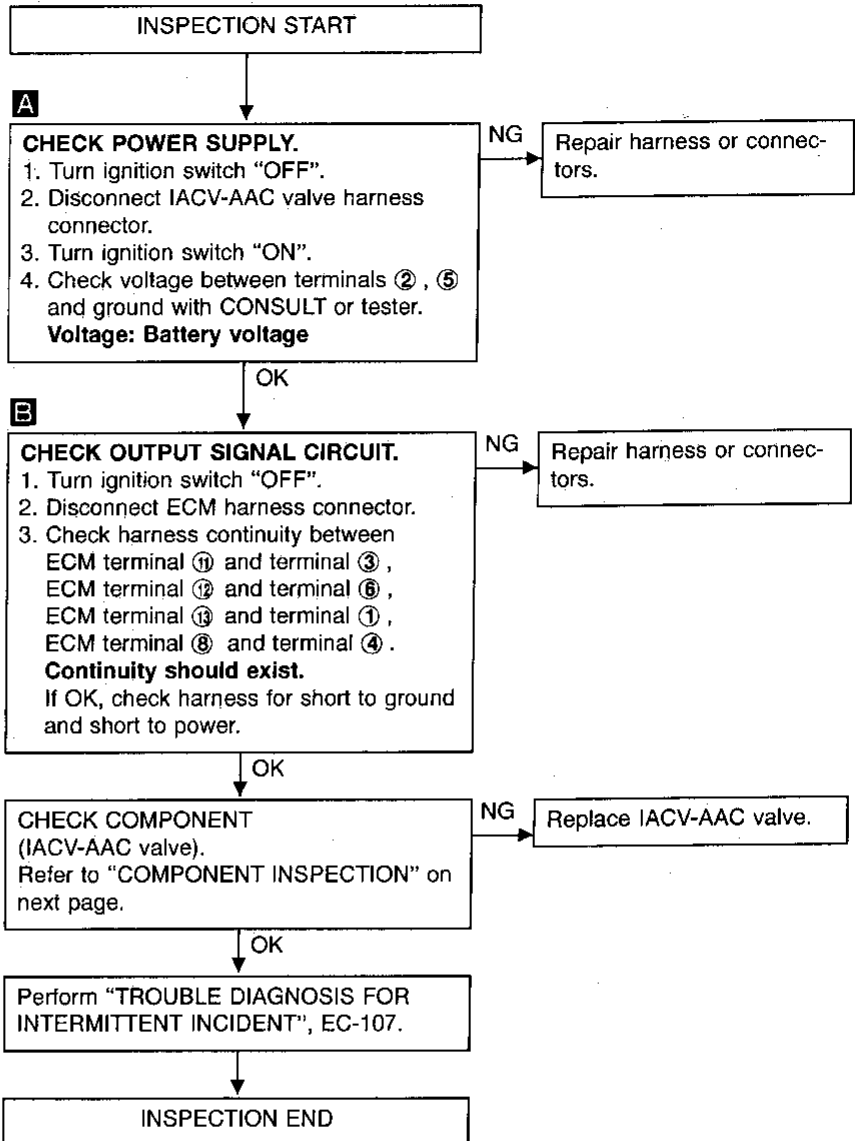 INSPECTION START
A
CHECK POWER SUPPLY.
1. Turn ignition switch “OFF”.
2. Disconnect IACV-AAC valve harness
connector.
3. Turn ignition switch “ON”.
4. Check voltage between terminals ② , ⑤
and ground with CONSULT or tester.
Voltage: Battery voltage
NG
Repair harness or connec-
tors.
OK
B
CHECK OUTPUT SIGNAL CIRCUIT.
1. Turn ignition switch “OFF”.
2. Disconnect ECM harness connector.
3. Check harness continuity between
ECM terminal ⑪ and terminal ③ ,
ECM terminal ⑫ and terminal ⑥ ,
ECM terminal ⑬ and terminal ① ,
ECM terminal ⑧ and terminal ④ .
Continuity should exist.
If OK, check harness for short to ground
and short to power.
NG
Repair harness or connec-
tors.
OK
CHECK COMPONENT
(IACV-AAC valve).
Refer to “COMPONENT INSPECTION” on
next page.
NG
Replace IACV-AAC valve.
OK
Perform “TROUBLE DIAGNOSIS FOR
INTERMITTENT INCIDENT”, EC-107.
INSPECTION END